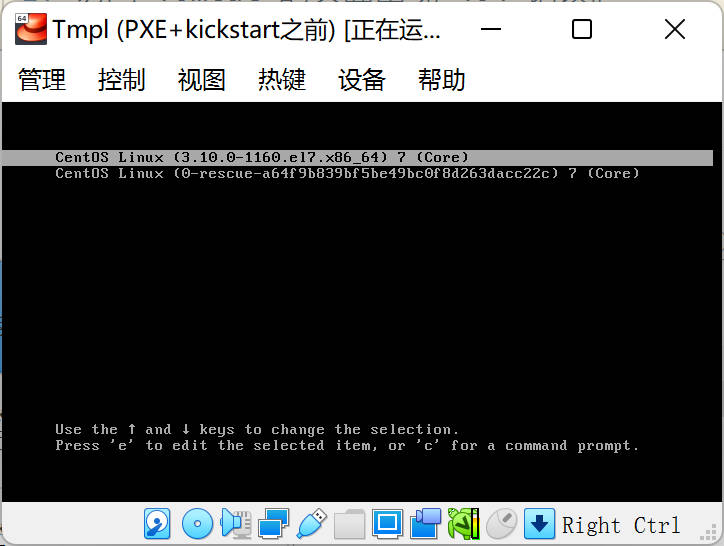 64
Tmpl (PXE+kickstart之前) [正在运...
管理 控制 视图 热键 设备 帮助
CentOS Linux (3.10.0-1160.el7.x86_64) 7 (Core)
CentOS Linux (0-rescue-a64f9b839bf5be49bc0f8d263dacc22c) 7 (Core)
Use the ↑ and ↓ keys to change the selection.
Press 'e' to edit the selected item, or 'c' for a command prompt.
Right Ctrl